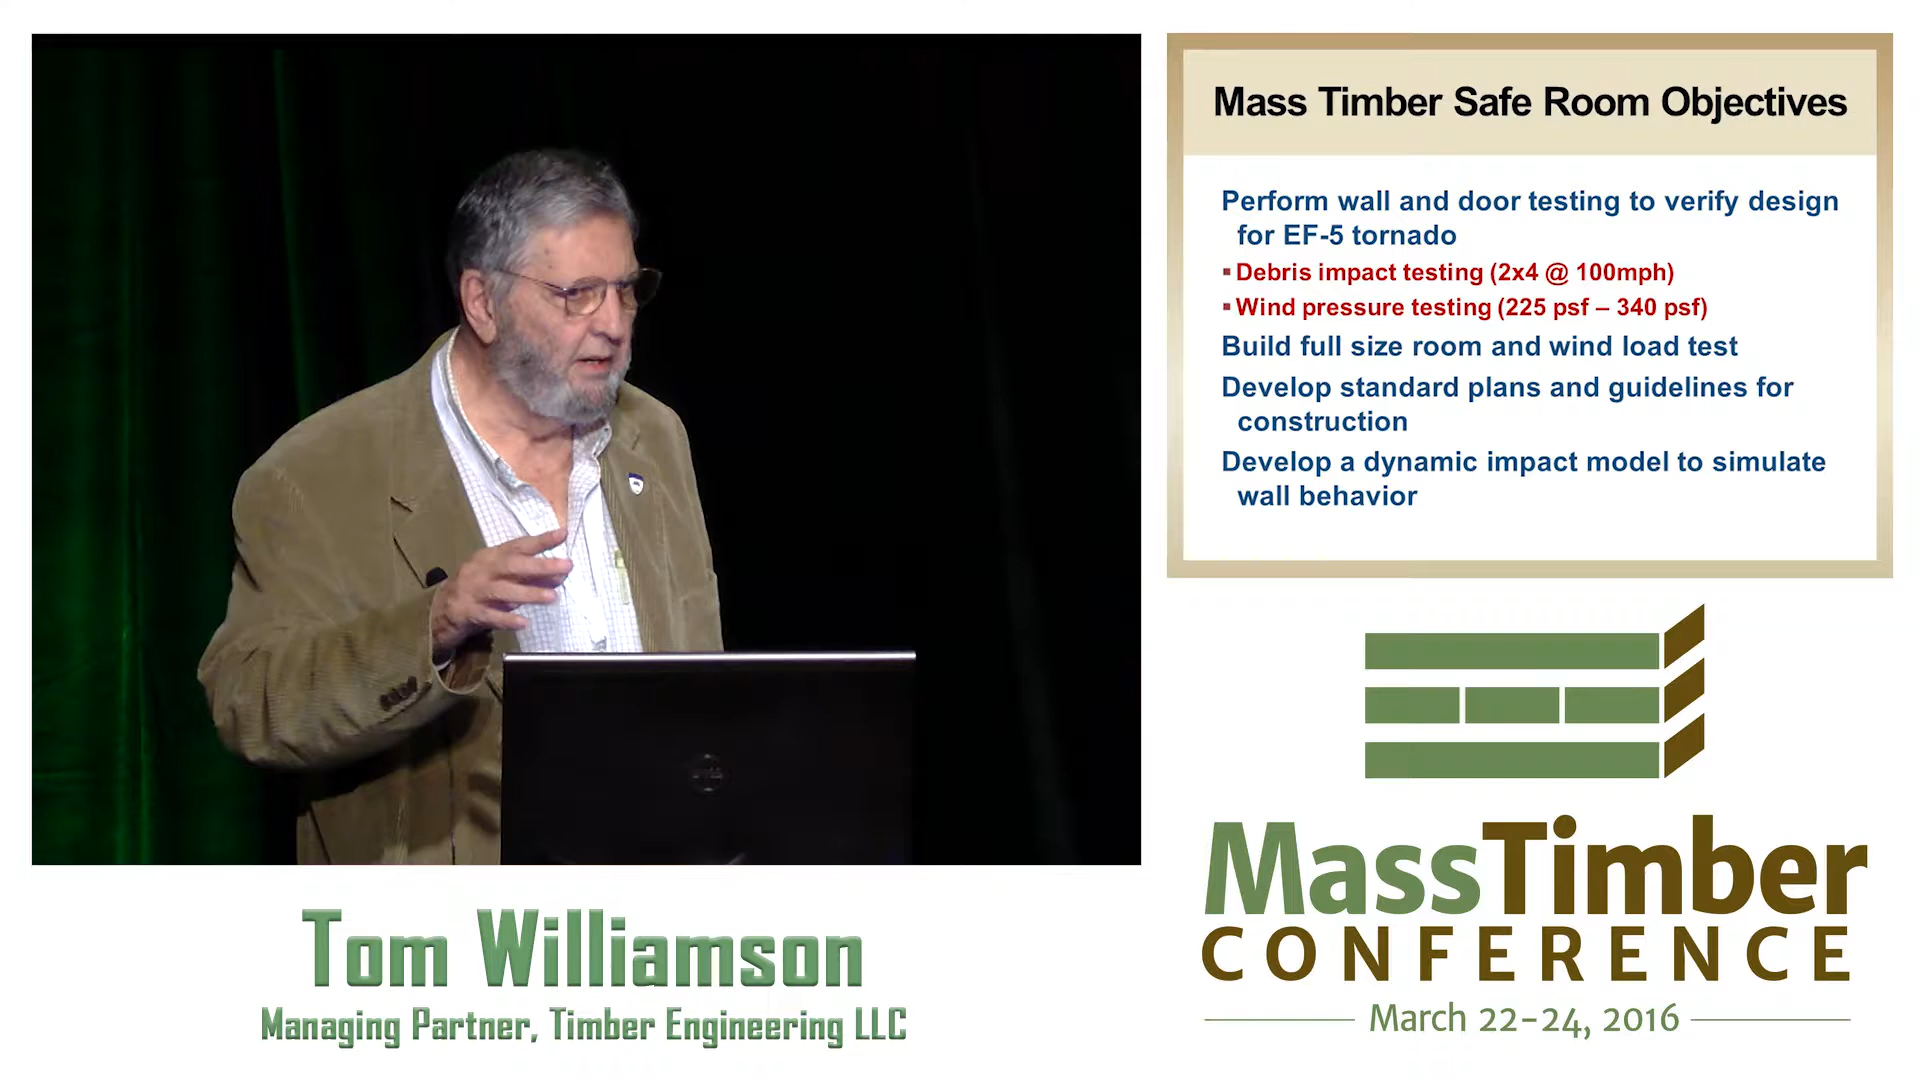 Mass Timber Safe Room Objectives
Perform wall and door testing to verify design
for EF-5 tornado
▪Debris impact testing (2x4 @ 100mph)
▪Wind pressure testing (225 psf – 340 psf)
Build full size room and wind load test
Develop standard plans and guidelines for
construction
Develop a dynamic impact model to simulate
wall behavior
MassTimber
CONFERENCE
March 22-24, 2016
Tom Williamson
Managing Partner, Timber Engineering LLC